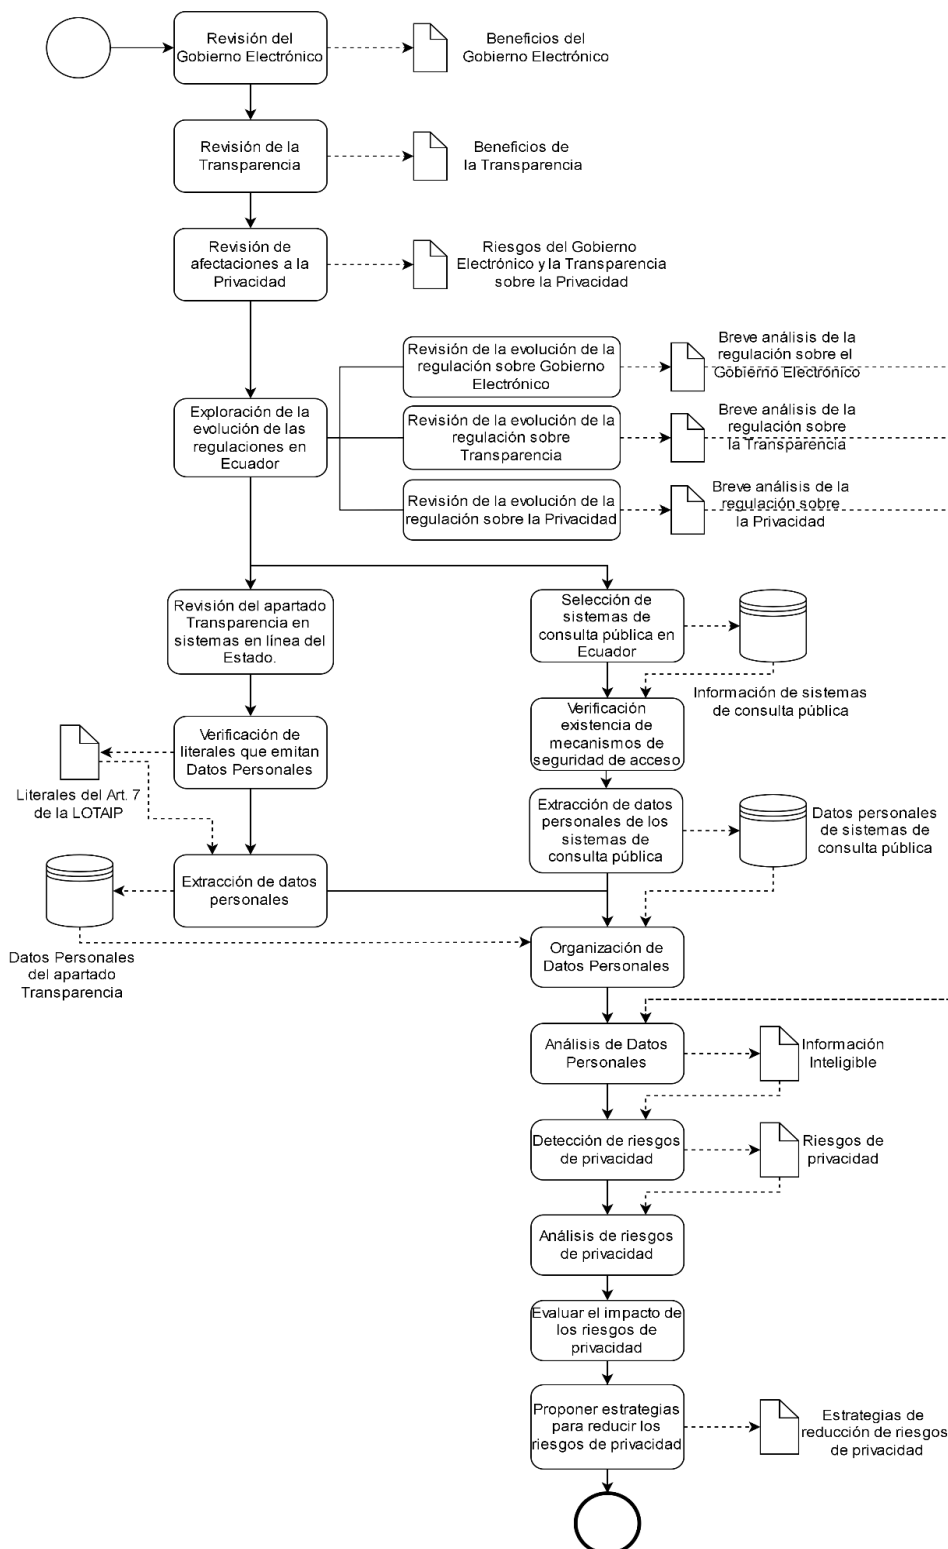 Revisión del
Gobierno Electrónico
Beneficios del
Gobierno Electrónico
Revisión de la
Transparencia
Beneficios de
la Transparencia
Revisión de
afectaciones a la
Privacidad
Riesgos del Gobierno
Electrónico y la Transparencia
sobre la Privacidad
Exploración de la
evolución de las
regulaciones en
Ecuador
Revisión de la evolución de la
regulación sobre Gobierno
Electrónico
Breve análisis de la
regulación sobre el
Gobierno Electrónico
Revisión de la evolución de la
regulación sobre
Transparencia
Breve análisis de la
regulación sobre
la Transparencia
Revisión de la evolución de la
regulación sobre la Privacidad
Breve análisis de la
regulación sobre
la Privacidad
Revisión del apartado
Transparencia en
sistemas en línea del
Estado.
Selección de
sistemas de
consulta pública en
Ecuador
Información de sistemas
de consulta pública
Verificación de
literales que emitan
Datos Personales
Literales del Art. 7
de la LOTAIP
Verificación
existencia de
mecanismos de
seguridad de acceso
Extracción de datos
personales de los
sistemas de
consulta pública
Datos personales
de sistemas de
consulta pública
Extracción de datos
personales
Datos Personales
del apartado
Transparencia
Organización de
Datos Personales
Análisis de Datos
Personales
Información
Inteligible
Detección de riesgos
de privacidad
Riesgos de
privacidad
Análisis de riesgos
de privacidad
Evaluar el impacto de
los riesgos de
privacidad
Proponer estrategias
para reducir los
riesgos de privacidad
Estrategias de
reducción de riesgos
de privacidad